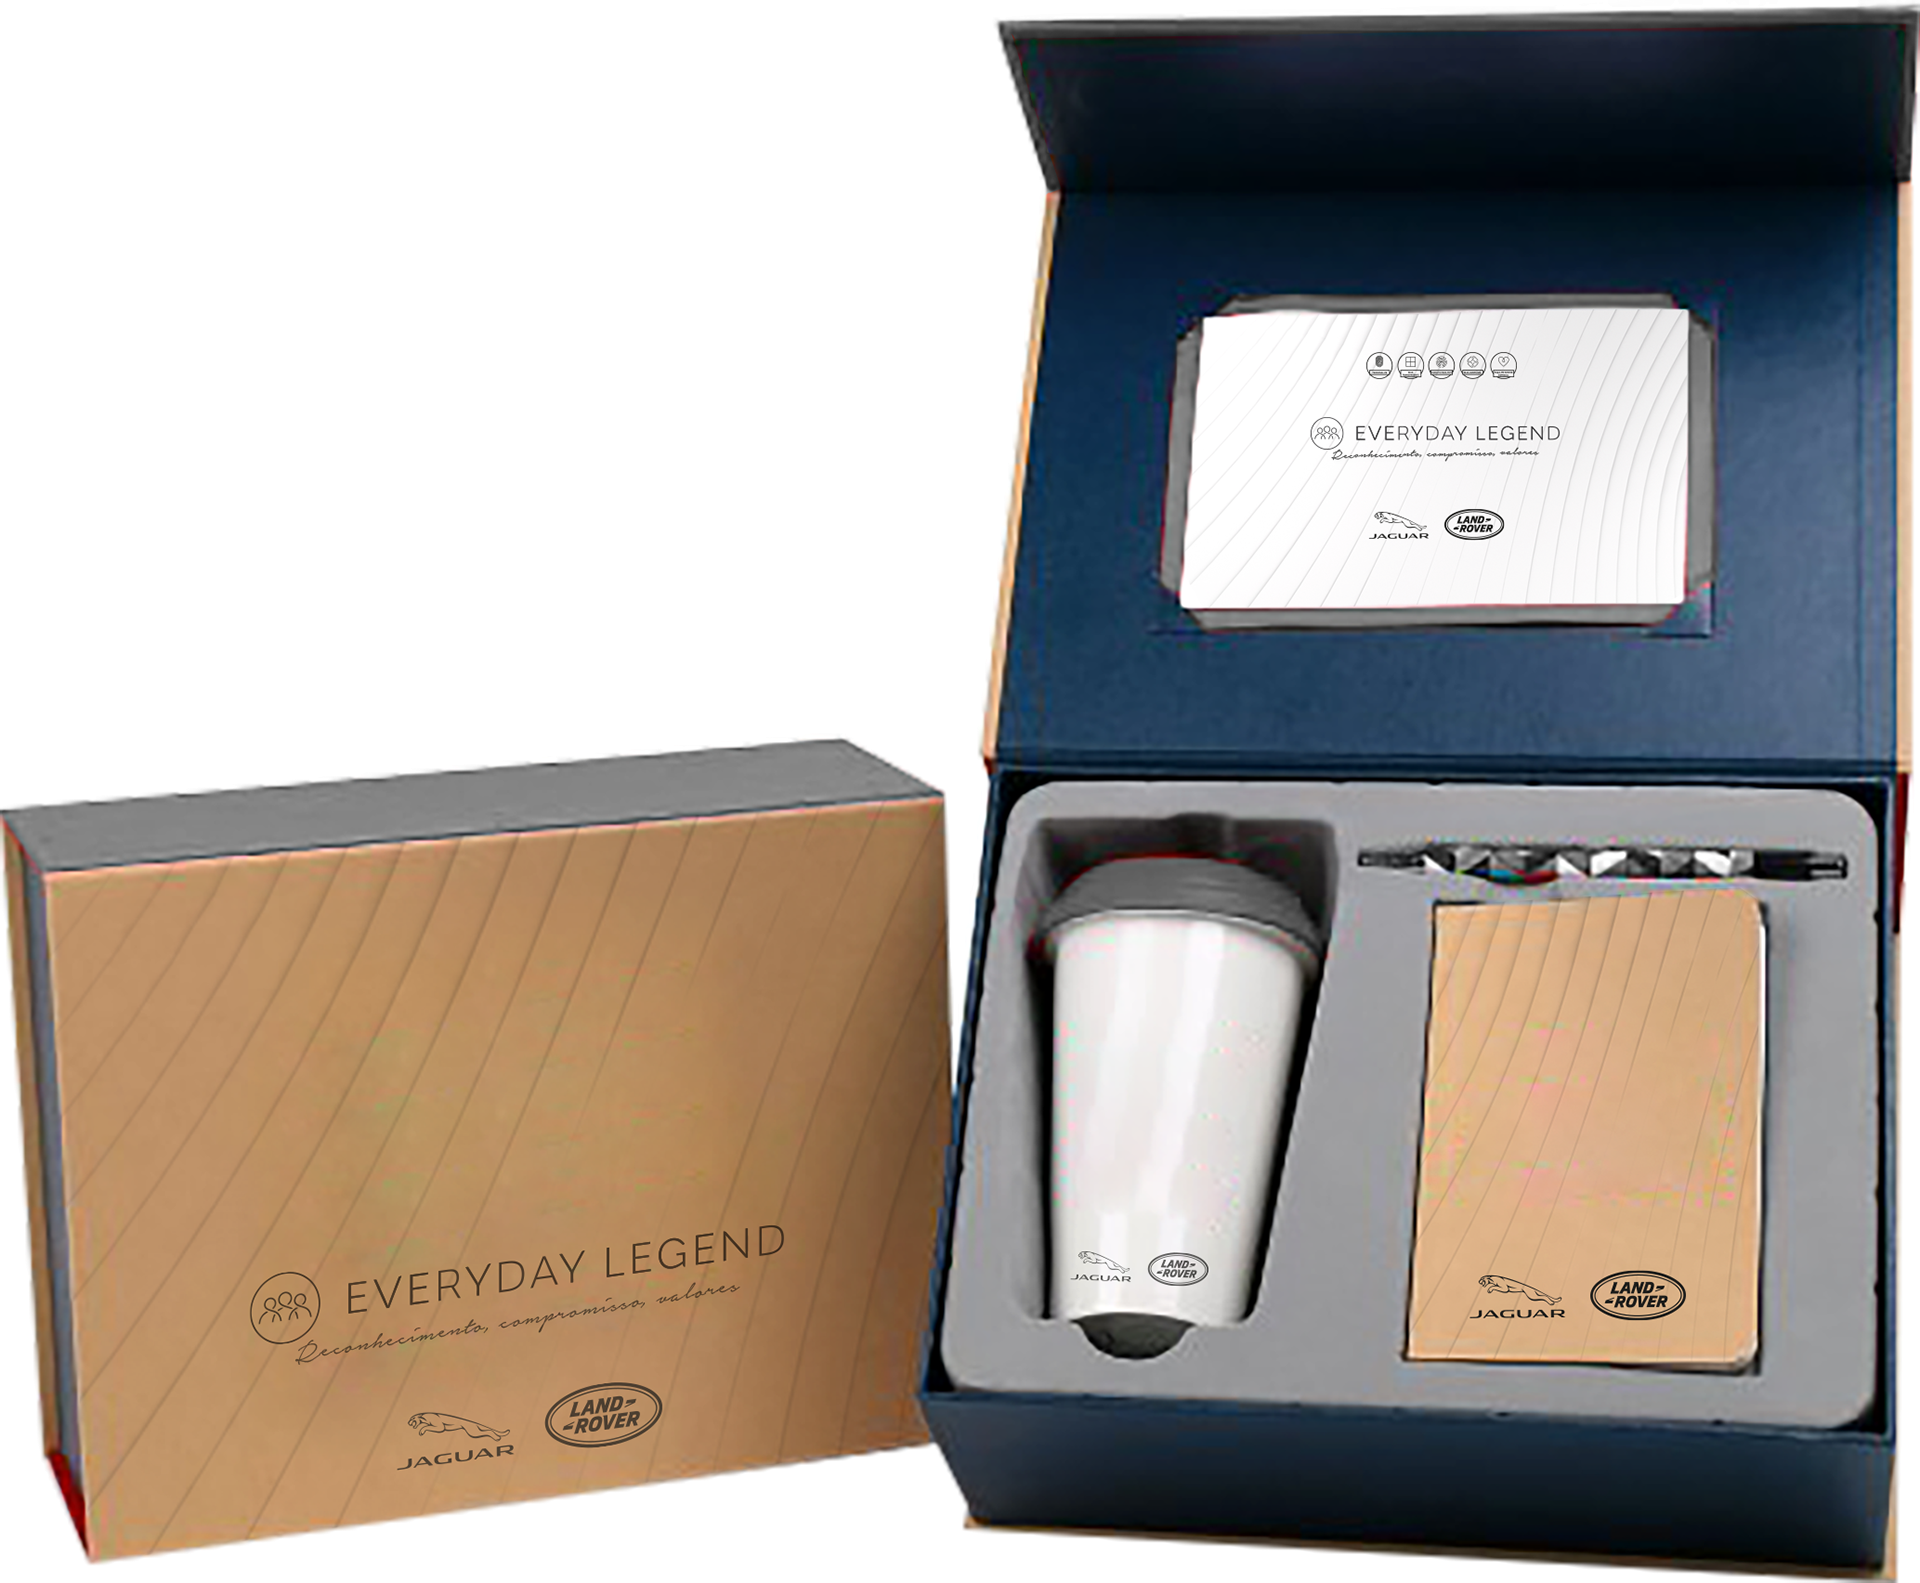 EVERYDAY LEGEND
Reconhecimento, compromisso, valores
JAGUAR
LAND
ROVER
EVERYDAY LEGEND
Reconhecimento, compromisso, valores
JAGUAR
LAND
ROVER
JAGUAR
LAND
ROVER
JAGUAR
LAND
ROVER